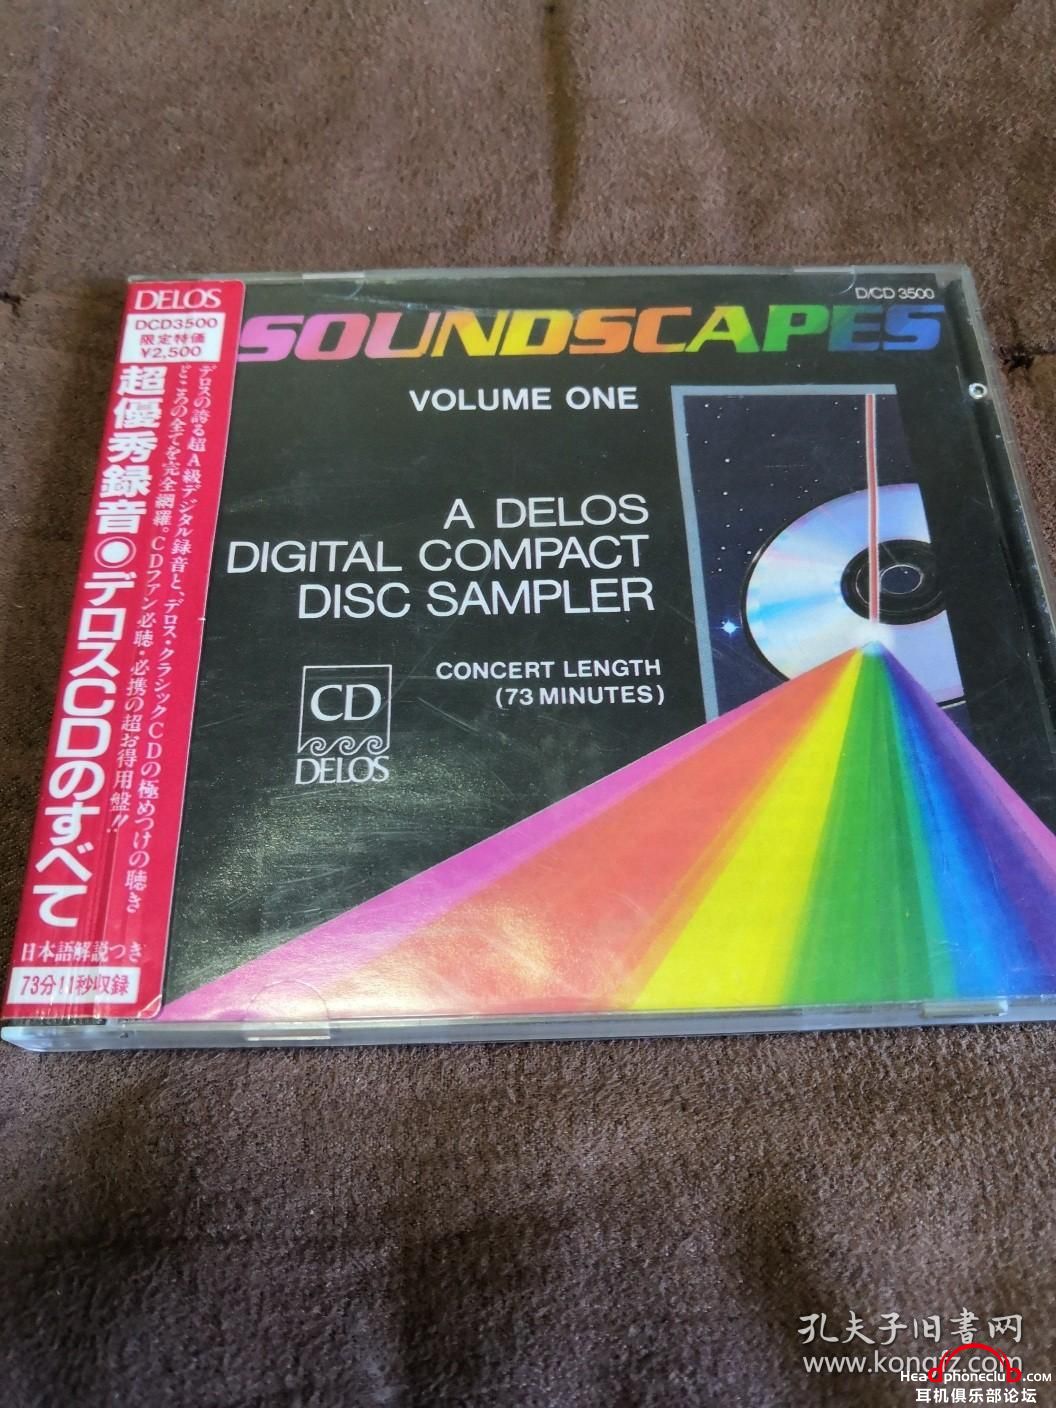 DELOS
DCD3500
限定特価
¥2,500
超優秀録音●デロスCDのすべて
デロスの誇る超A級デジタル録音と、デロス・クラシックCDの極めつけの聴き
どころの全てを完全網羅。CDファン必聴・必携の超お得用盤!!
日本語解説つき
73分11秒収録
D/CD 3500
SOUNDSCAPES
VOLUME ONE
A DELOS
DIGITAL COMPACT
DISC SAMPLER
CONCERT LENGTH
(73 MINUTES)
CD
DELOS
孔夫子旧書网
www.kongfz.com
Headphoneclub.com
耳机俱乐部论坛